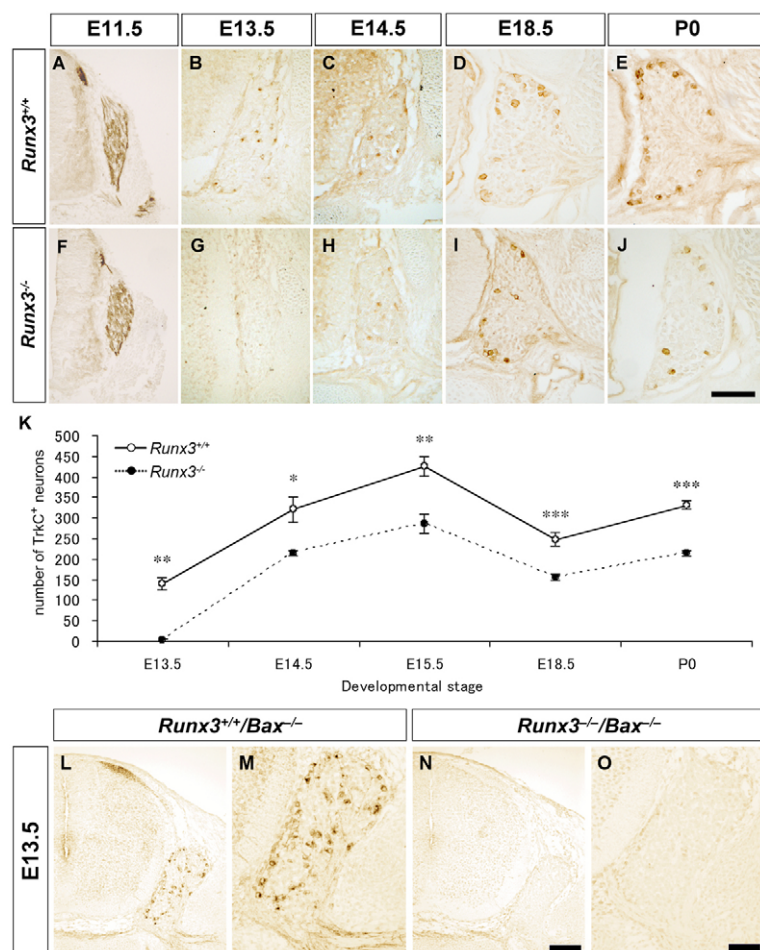 E11.5 E13.5 E14.5 E18.5 P0
Runx3+/+
A B C D E
Runx3-/-
F G H I J
K
500
450
400
350
300
250
200
150
100
50
0
number of TrkC+ neurons
Runx3+/+
Runx3-/-
** * ** *** ***
E13.5 E14.5 E15.5 E18.5 P0
Developmental stage
Runx3+/+/Bax–/– Runx3–/–/Bax–/–
E13.5
L M N O